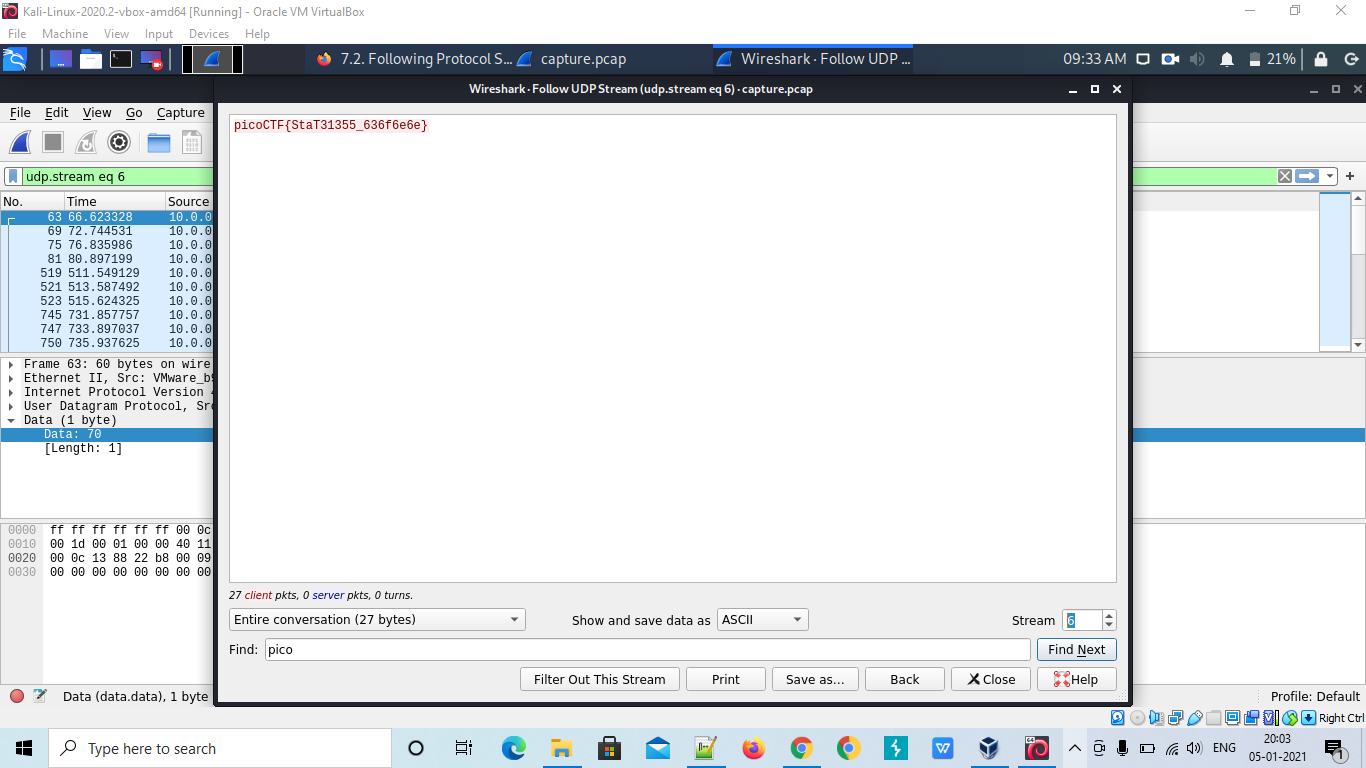 Kali-Linux-2020.2-vbox-amd64 [Running] - Oracle VM VirtualBox
File Machine View Input Devices Help
7.2. Following Protocol S... capture.pcap Wireshark · Follow UDP ... 09:33 AM 21%
Wireshark · Follow UDP Stream (udp.stream eq 6) · capture.pcap
File Edit View Go Capture
picoCTF{StaT31355_636f6e6e}
udp.stream eq 6
No. Time Source
63 66.623328 10.0.0
69 72.744531 10.0.0
75 76.835986 10.0.0
81 80.897199 10.0.0
519 511.549129 10.0.0
521 513.587492 10.0.0
523 515.624325 10.0.0
745 731.857757 10.0.0
747 733.897037 10.0.0
750 735.937625 10.0.0
Frame 63: 60 bytes on wire
Ethernet II, Src: VMware_b
Internet Protocol Version
User Datagram Protocol, Src
Data (1 byte)
Data: 70
[Length: 1]
0000 ff ff ff ff ff ff 00 0c
0010 00 1d 00 01 00 00 40 11
0020 00 0c 13 88 22 b8 00 09
0030 00 00 00 00 00 00 00 00
27 client pkts, 0 server pkts, 0 turns.
Entire conversation (27 bytes) Show and save data as ASCII Stream 6
Find: pico Find Next
Filter Out This Stream Print Save as... Back Close Help
Data (data.data), 1 byte Profile: Default
Right Ctrl
Type here to search ENG 20:03
05-01-2021 1